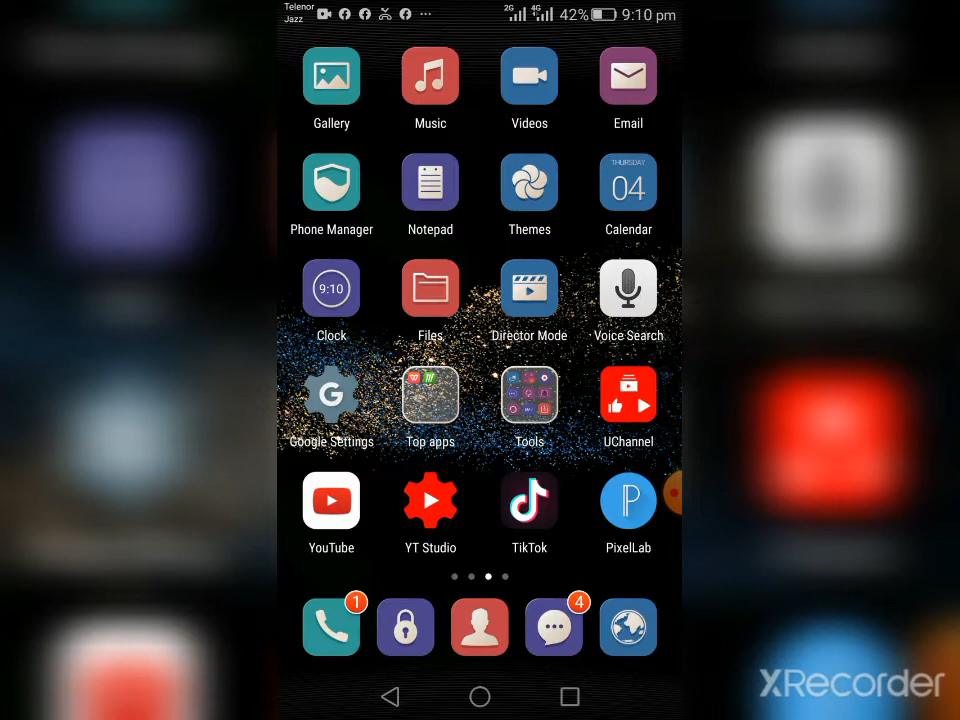 Telenor
Jazz
2G 4G 42% 9:10 pm
Gallery Music Videos Email
THURSDAY
04
Phone Manager Notepad Themes Calendar
9:10
Clock Files Director Mode Voice Search
G
Google Settings Top apps Tools UChannel
P
YouTube YT Studio TikTok PixelLab
1 4
XRecorder